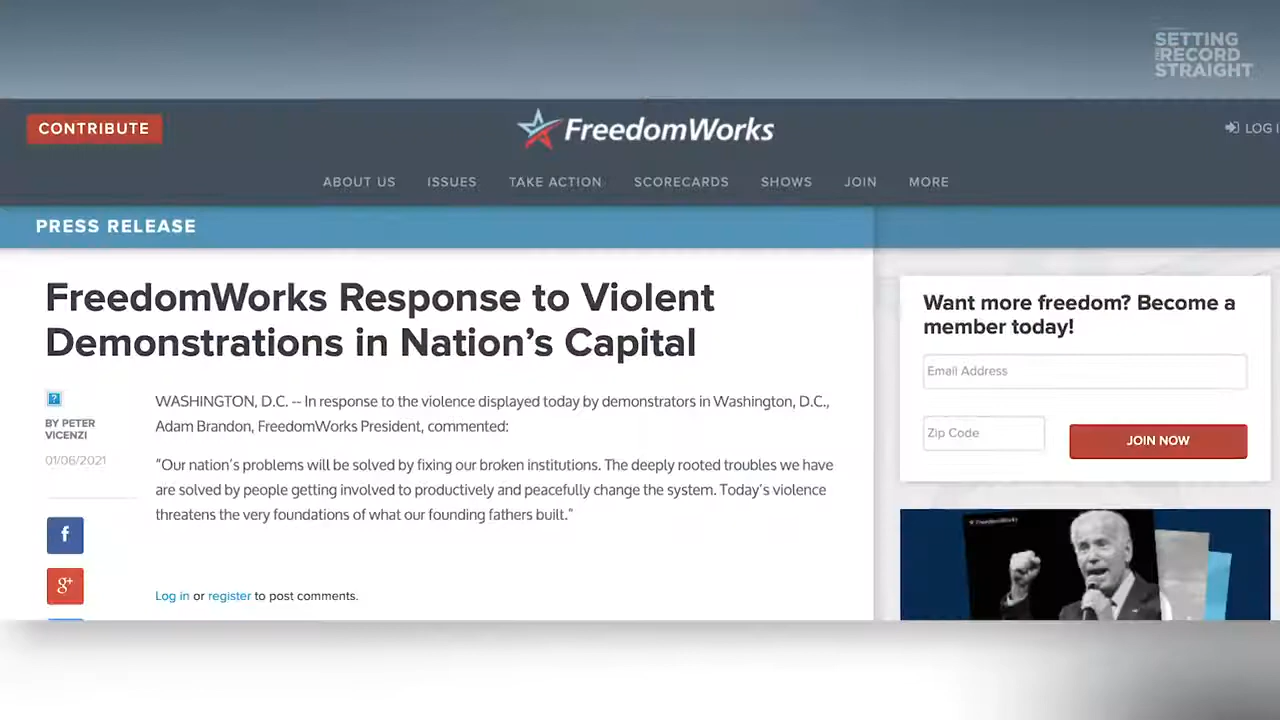 SETTING
THE RECORD
STRAIGHT
CONTRIBUTE
FreedomWorks
LOG I
ABOUT US ISSUES TAKE ACTION SCORECARDS SHOWS JOIN MORE
PRESS RELEASE
FreedomWorks Response to Violent
Demonstrations in Nation’s Capital
?
BY PETER
VICENZI
01/06/2021
WASHINGTON, D.C. -- In response to the violence displayed today by demonstrators in Washington, D.C.,
Adam Brandon, FreedomWorks President, commented:
"Our nation's problems will be solved by fixing our broken institutions. The deeply rooted troubles we have
are solved by people getting involved to productively and peacefully change the system. Today's violence
threatens the very foundations of what our founding fathers built."
f
g+
Log in or register to post comments.
Want more freedom? Become a
member today!
Email Address
Zip Code
JOIN NOW
FreedomWorks